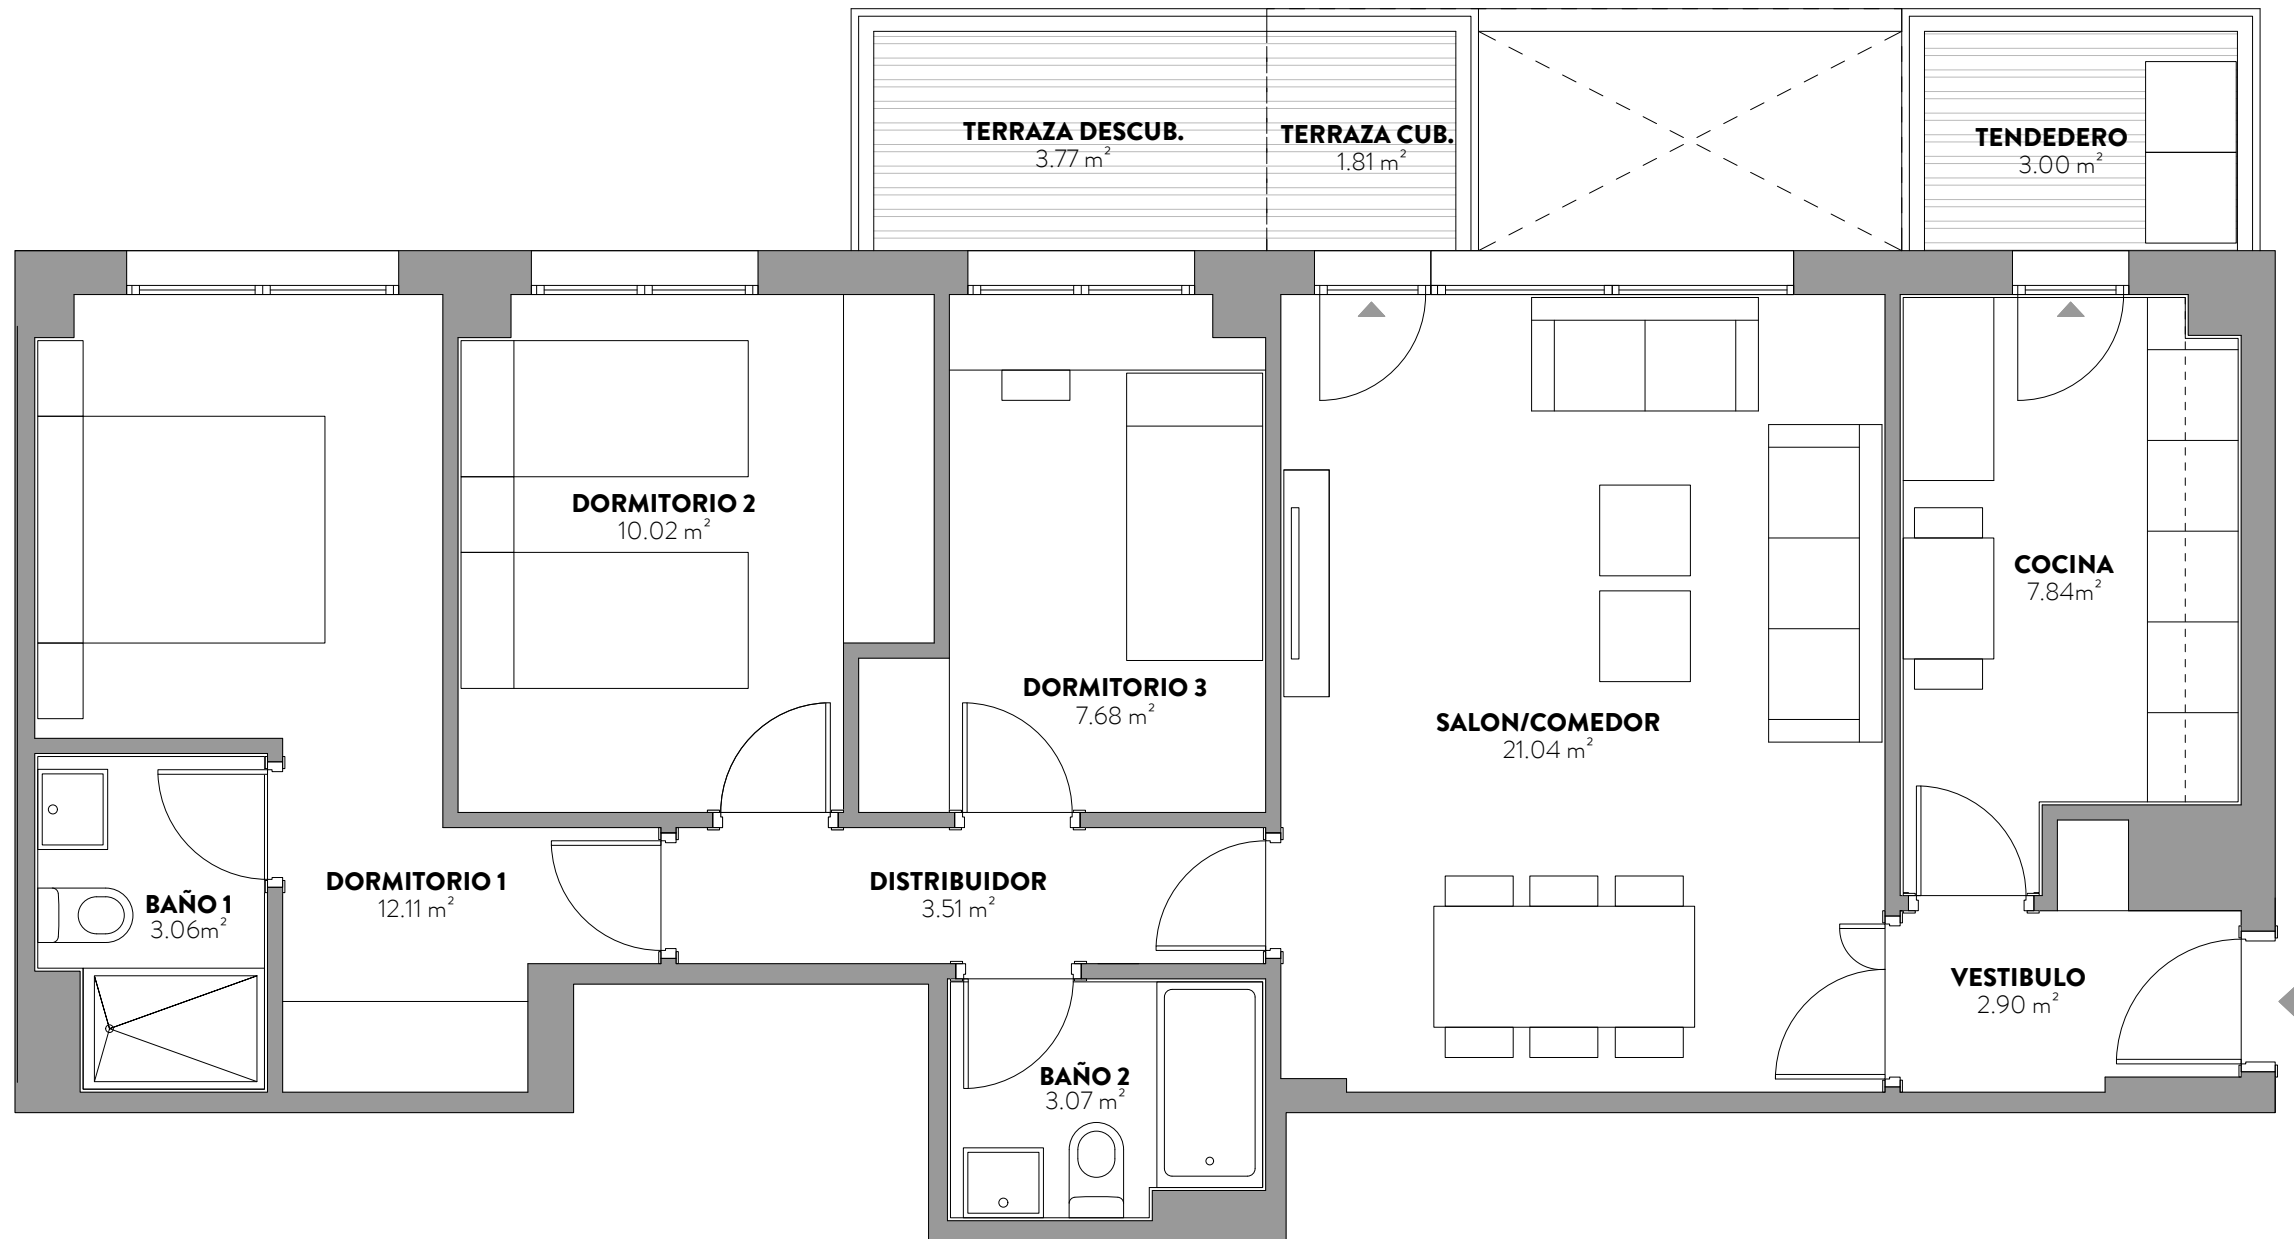 TERRAZA DESCUB.
3.77 m²
TERRAZA CUB.
1.81 m²
TENDEDERO
3.00 m²
DORMITORIO 2
10.02 m²
COCINA
7.84m²
DORMITORIO 3
7.68 m²
SALON/COMEDOR
21.04 m²
BAÑO 1
3.06m²
DORMITORIO 1
12.11 m²
DISTRIBUIDOR
3.51 m²
VESTIBULO
2.90 m²
BAÑO 2
3.07 m²